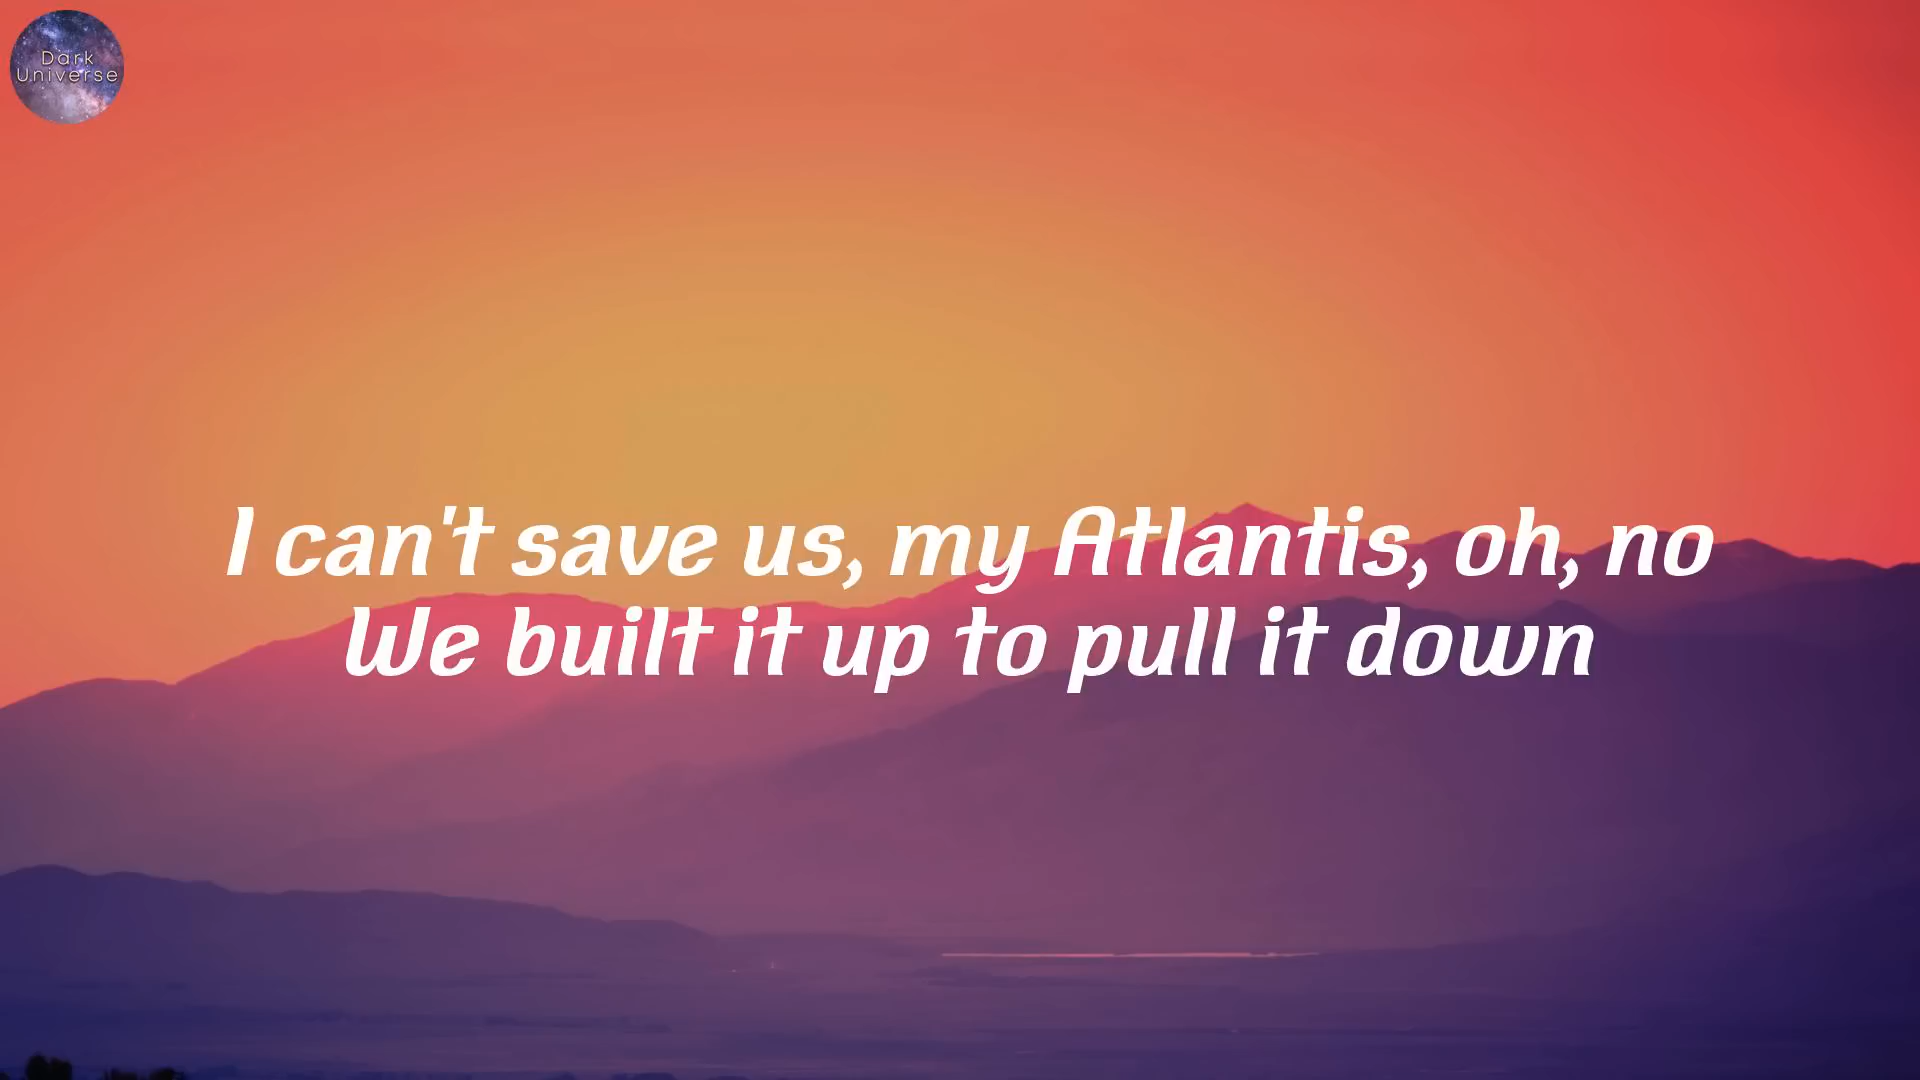 Dark
Universe
I can't save us, my Atlantis, oh, no
We built it up to pull it down